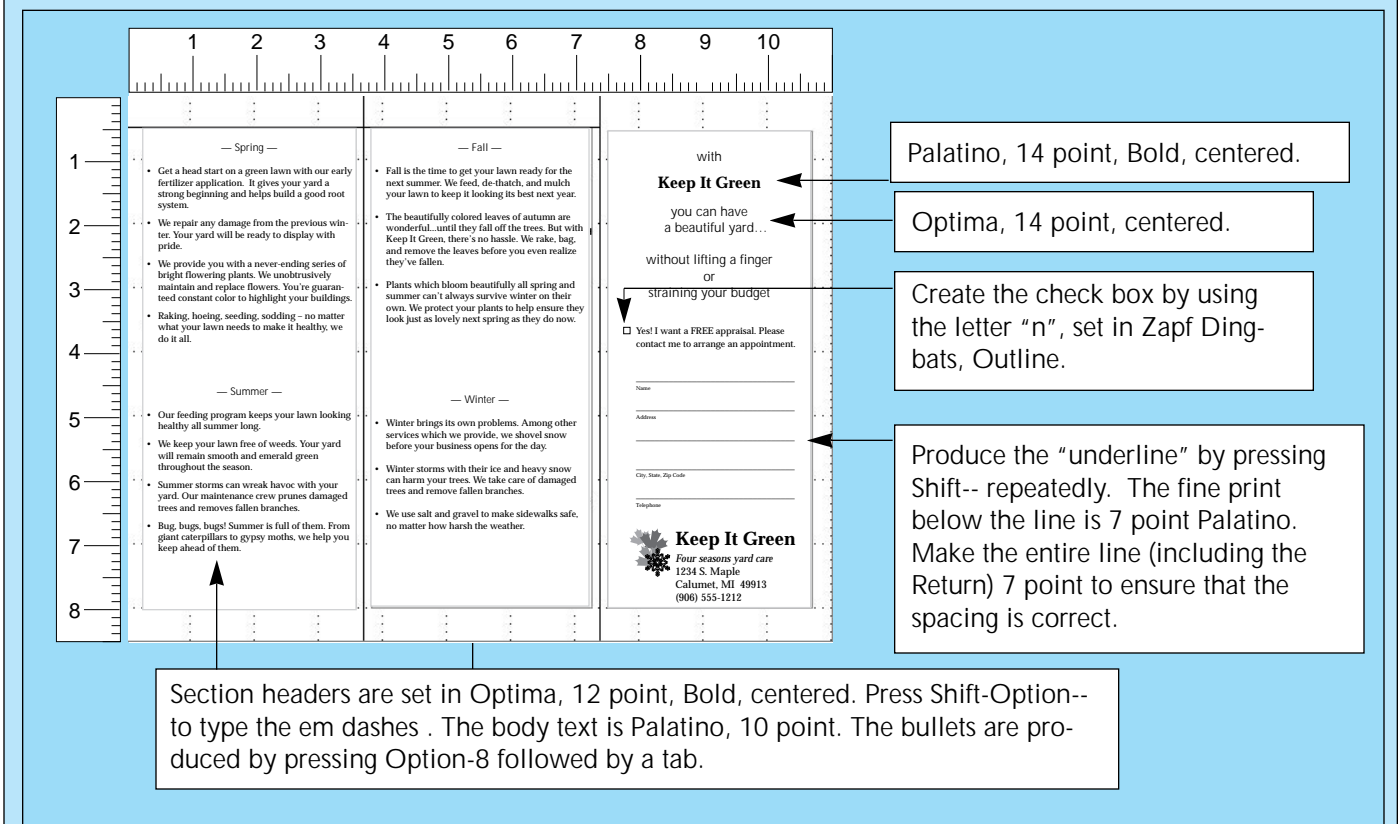 1 2 3 4 5 6 7 8 9 10
1
2
3
4
5
6
7
8
— Spring —
• Get a head start on a green lawn with our early
fertilizer application.  It gives your yard a
strong beginning and helps build a good root
system.
• We repair any damage from the previous win-
ter. Your yard will be ready to display with
pride.
• We provide you with a never-ending series of
bright flowering plants. We unobtrusively
maintain and replace flowers. You're guaran-
teed constant color to highlight your buildings.
• Raking, hoeing, seeding, sodding – no matter
what your lawn needs to make it healthy, we
do it all.
— Summer —
• Our feeding program keeps your lawn looking
healthy all summer long.
• We keep your lawn free of weeds. Your yard
will remain smooth and emerald green
throughout the season.
• Summer storms can wreak havoc with your
yard. Our maintenance crew prunes damaged
trees and removes fallen branches.
• Bug, bugs, bugs! Summer is full of them. From
giant caterpillars to gypsy moths, we help you
keep ahead of them.
— Fall —
• Fall is the time to get your lawn ready for the
next summer. We feed, de-thatch, and mulch
your lawn to keep it looking its best next year.
• The beautifully colored leaves of autumn are
wonderful...until they fall off the trees. But with
Keep It Green, there's no hassle. We rake, bag,
and remove the leaves before you even realize
they've fallen.
• Plants which bloom beautifully all spring and
summer can't always survive winter on their
own. We protect your plants to help ensure they
look just as lovely next spring as they do now.
— Winter —
• Winter brings its own problems. Among other
services which we provide, we shovel snow
before your business opens for the day.
• Winter storms with their ice and heavy snow
can harm your trees. We take care of damaged
trees and remove fallen branches.
• We use salt and gravel to make sidewalks safe,
no matter how harsh the weather.
with
Keep It Green
you can have
a beautiful yard…
without lifting a finger
or
straining your budget
Yes! I want a FREE appraisal. Please
contact me to arrange an appointment.
Name
Address
City, State, Zip Code
Telephone
Keep It Green
Four seasons yard care
1234 S. Maple
Calumet, MI  49913
(906) 555-1212
Palatino, 14 point, Bold, centered.
Optima, 14 point, centered.
Create the check box by using
the letter "n", set in Zapf Ding-
bats, Outline.
Produce the "underline" by pressing
Shift-- repeatedly.  The fine print
below the line is 7 point Palatino.
Make the entire line (including the
Return) 7 point to ensure that the
spacing is correct.
Section headers are set in Optima, 12 point, Bold, centered. Press Shift-Option--
to type the em dashes . The body text is Palatino, 10 point. The bullets are pro-
duced by pressing Option-8 followed by a tab.